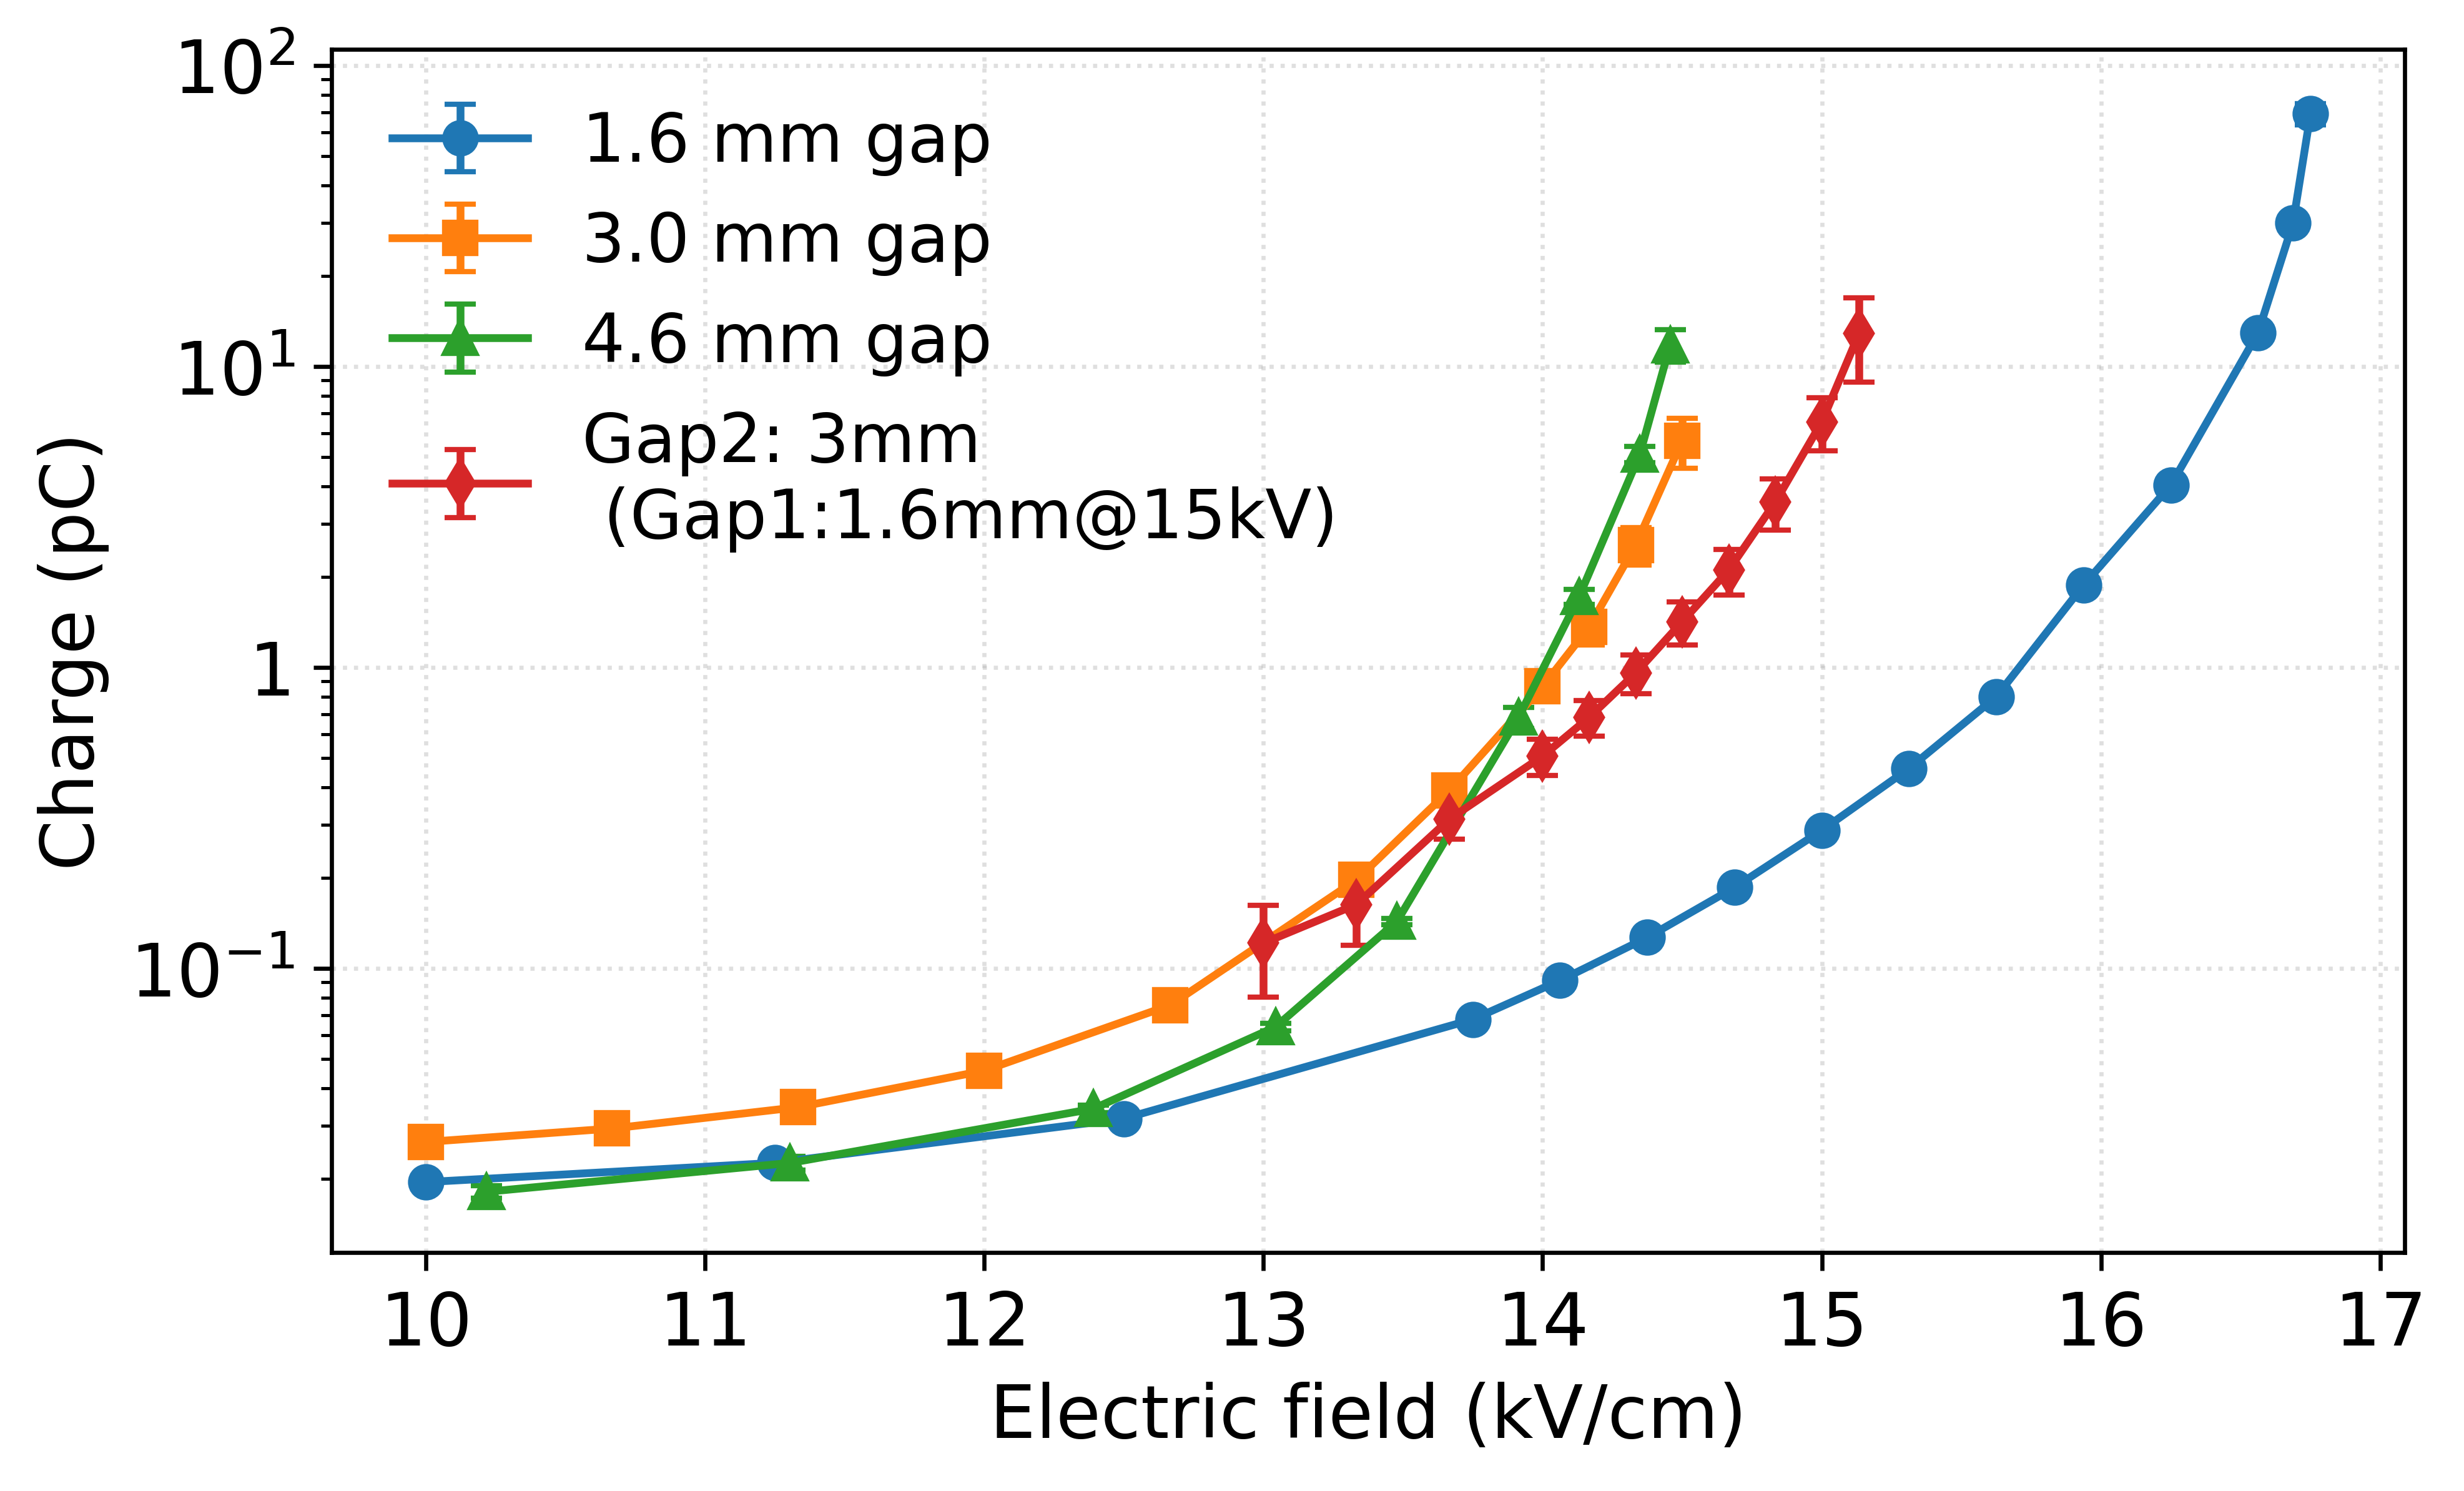 10²
10¹
1
10⁻¹
Charge (pC)
1.6 mm gap
3.0 mm gap
4.6 mm gap
Gap2: 3mm
(Gap1:1.6mm@15kV)
10 11 12 13 14 15 16 17
Electric field (kV/cm)